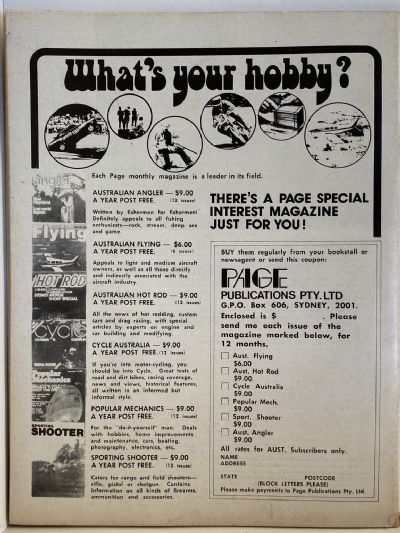 What's your hobby?
Each Page monthly magazine is a leader in its field.
AUSTRALIAN ANGLER — $9.00
A YEAR POST FREE. (12 issues)
Written by fishermen for fishermen!
Definitely appeals to all fishing
enthusiasts—rock, stream, deep sea
and game.
AUSTRALIAN FLYING — $6.00
A YEAR POST FREE. (6 issues)
Appeals to light and medium aircraft
owners, as well as all those directly
and indirectly associated with the
aircraft industry.
AUSTRALIAN HOT ROD — $9.00
A YEAR POST FREE. (12 issues)
All the news of hot rodding, custom
cars and drag racing, with special
articles by experts on engine and
car building and modifying.
CYCLE AUSTRALIA — $9.00
A YEAR POST FREE. (12 issues)
If you're into motor-cycling, you
should be into Cycle. Great tests of
road and dirt bikes, racing coverage,
news and views, historical features,
all written in an informed but
informal style.
POPULAR MECHANICS — $9.00
A YEAR POST FREE. (12 issues)
For the "do-it-yourself" man. Deals
with hobbies, home improvements
and maintenance, cars, boating,
photography, electronics, etc.
SPORTING SHOOTER — $9.00
A YEAR POST FREE. (12 issues)
Caters for range and field shooters—
rifle, pistol or shotgun. Contains
information on all kinds of firearms,
ammunition and accessories.
angler
Flying
HOT ROD
Cycle
Popular
Mechanics
SPORTING
SHOOTER
THERE'S A PAGE SPECIAL
INTEREST MAGAZINE
JUST FOR YOU!
BUY them regularly from your bookstall or
newsagent or send this coupon:
PAGE
PUBLICATIONS PTY. LTD
G.P.O. Box 606, SYDNEY, 2001.
Enclosed is $ . Please
send me each issue of the
magazine marked below, for
12 months.
Aust. Flying
$6.00
Aust. Hot Rod
$9.00
Cycle Australia
$9.00
Popular Mech.
$9.00
Sport. Shooter
$9.00
Aust. Angler
$9.00
All rates for AUST. Subscribers only.
NAME
ADDRESS
STATE POSTCODE
(BLOCK LETTERS PLEASE)
Please make payments to Page Publications Pty. Ltd.